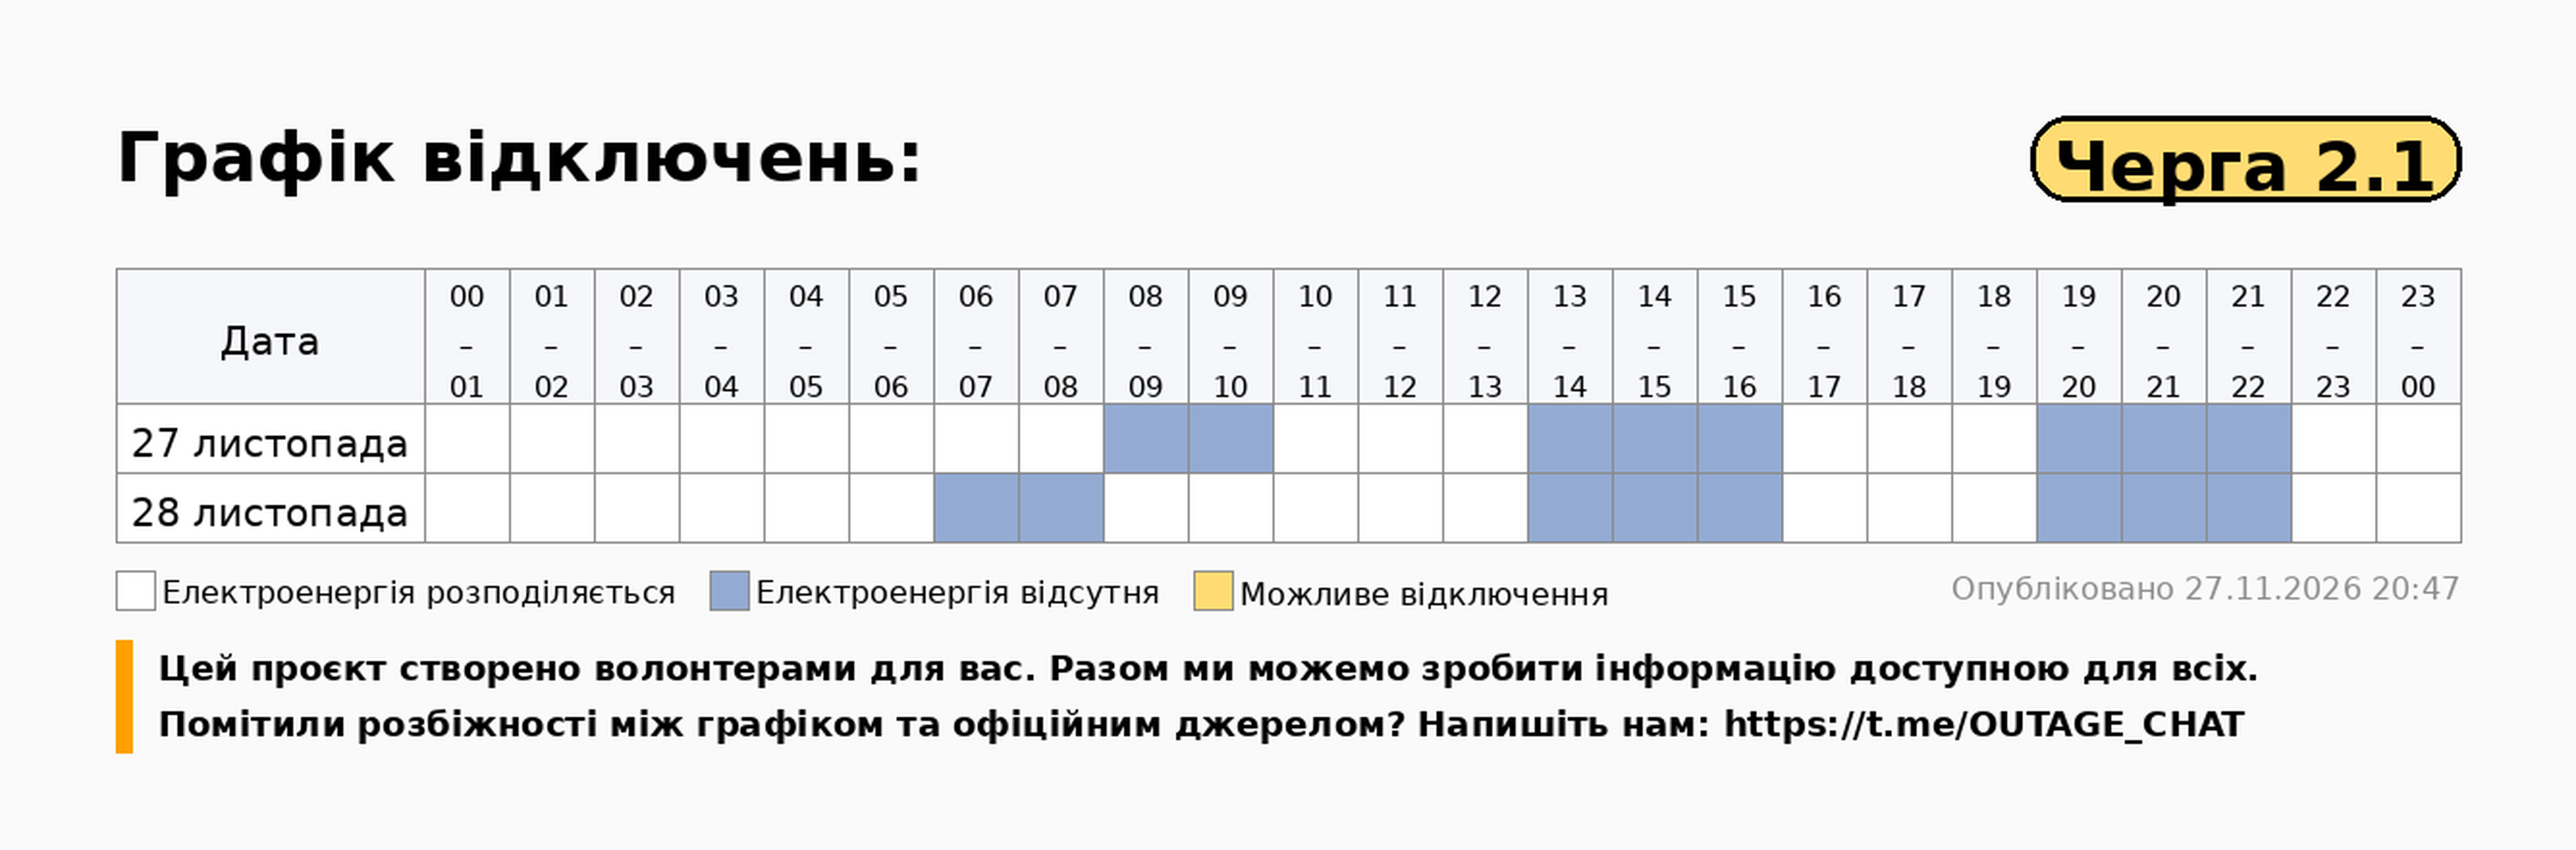 Графік відключень:
Черга 2.1
Дата 00 – 01 01 – 02 02 – 03 03 – 04 04 – 05 05 – 06 06 – 07 07 – 08 08 – 09 09 – 10 10 – 11 11 – 12 12 – 13 13 – 14 14 – 15 15 – 16 16 – 17 17 – 18 18 – 19 19 – 20 20 – 21 21 – 22 22 – 23 23 – 00
27 листопада
28 листопада
Електроенергія розподіляється Електроенергія відсутня Можливе відключення Опубліковано 27.11.2026 20:47
Цей проєкт створено волонтерами для вас. Разом ми можемо зробити інформацію доступною для всіх.
Помітили розбіжності між графіком та офіційним джерелом? Напишіть нам: https://t.me/OUTAGE_CHAT